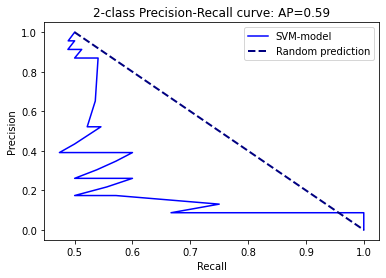 2-class Precision-Recall curve: AP=0.59
SVM-model
Random prediction
Precision
1.0
0.8
0.6
0.4
0.2
0.0
0.5
0.6
0.7
0.8
0.9
1.0
Recall